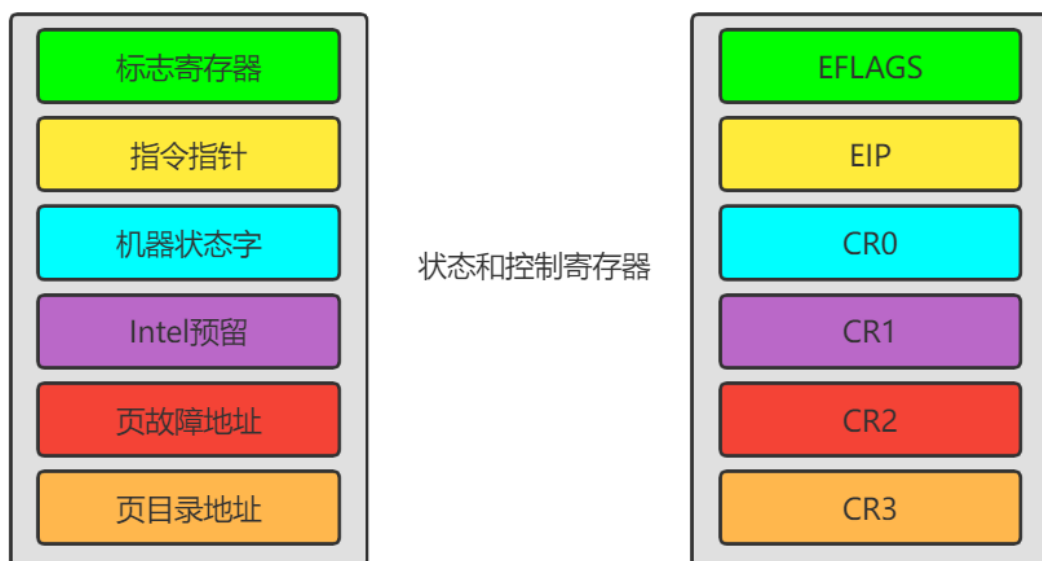 标志寄存器
指令指针
机器状态字
Intel预留
页故障地址
页目录地址
状态和控制寄存器
EFLAGS
EIP
CR0
CR1
CR2
CR3